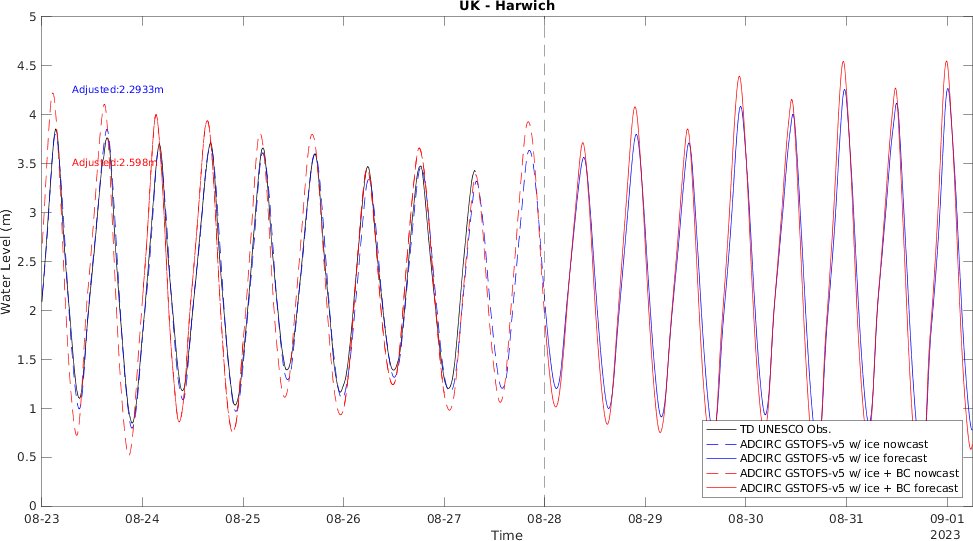 UK - Harwich
5
4.5
4
3.5
3
2.5
2
1.5
1
0.5
0
Water Level (m)
Adjusted:2.2933m
Adjusted:2.598m
TD UNESCO Obs.
ADCIRC GSTOFS-v5 w/ ice nowcast
ADCIRC GSTOFS-v5 w/ ice forecast
ADCIRC GSTOFS-v5 w/ ice + BC nowcast
ADCIRC GSTOFS-v5 w/ ice + BC forecast
08-23 08-24 08-25 08-26 08-27 08-28 08-29 08-30 08-31 09-01
2023
Time